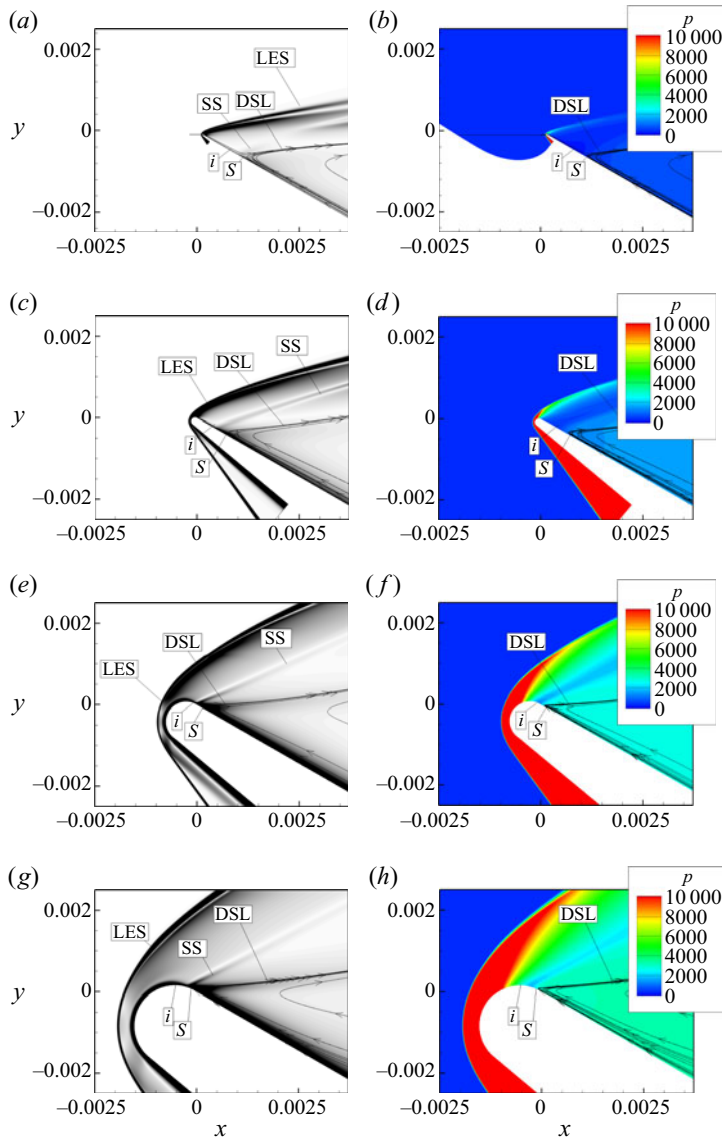 (a)
(b)
p
10 000
8000
6000
4000
2000
0
0.002
0
–0.002
y
LES
SS
DSL
i
S
DSL
i
S
–0.0025
0
0.0025
–0.0025
0
0.0025
(c)
(d)
p
10 000
8000
6000
4000
2000
0
0.002
0
–0.002
y
LES
DSL
SS
i
S
DSL
i
S
–0.0025
0
0.0025
–0.0025
0
0.0025
(e)
(f)
p
10 000
8000
6000
4000
2000
0
0.002
0
–0.002
y
LES
DSL
SS
i
S
DSL
i
S
–0.0025
0
0.0025
–0.0025
0
0.0025
(g)
(h)
p
10 000
8000
6000
4000
2000
0
0.002
0
–0.002
y
LES
SS
DSL
i
S
DSL
i
S
–0.0025
0
0.0025
–0.0025
0
0.0025
x
x